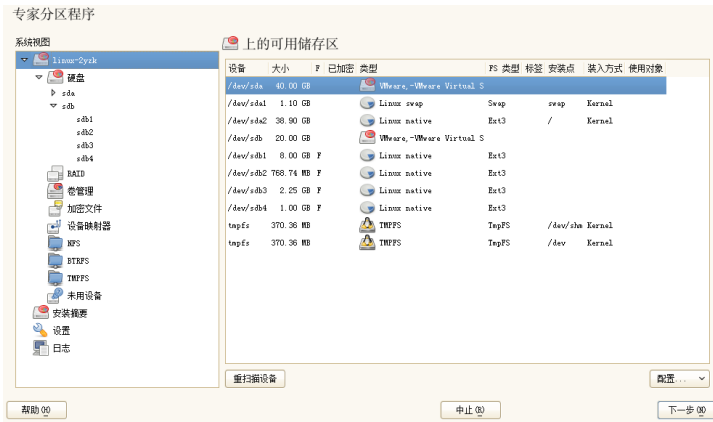 专家分区程序
系统视图
linux-2yzk
硬盘
sda
sdb
sdb1
sdb2
sdb3
sdb4
RAID
卷管理
加密文件
设备映射器
NFS
BTRFS
TMPFS
未用设备
安装摘要
设置
日志
上的可用储存区
设备 大小 F 已加密 类型 FS 类型 标签 安装点 装入方式 使用对象
/dev/sda 40.00 GB VMware,-VMware Virtual S
/dev/sda1 1.10 GB Linux swap Swap swap Kernel
/dev/sda2 38.90 GB Linux native Ext3 / Kernel
/dev/sdb 20.00 GB VMware,-VMware Virtual S
/dev/sdb1 8.00 GB F Linux native Ext3
/dev/sdb2 768.74 MB F Linux native Ext3
/dev/sdb3 2.25 GB F Linux native Ext3
/dev/sdb4 1.00 GB F Linux native Ext3
tmpfs 370.36 MB TMPFS TmpFS /dev/shm Kernel
tmpfs 370.36 MB TMPFS TmpFS /dev Kernel
重扫描设备 配置...
帮助(H) 中止(R) 下一步(N)